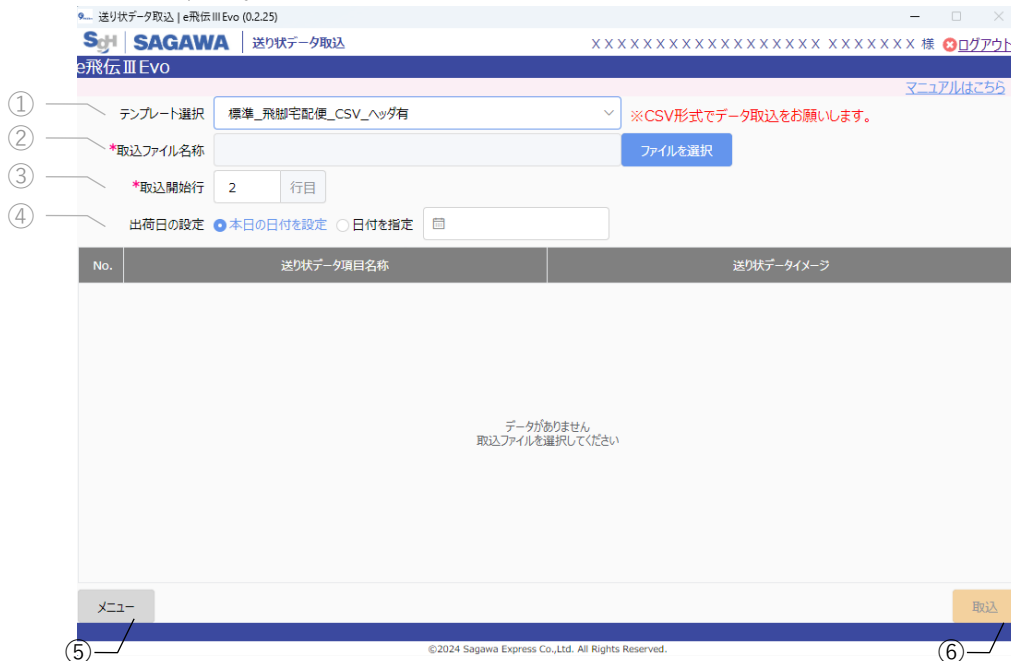 送り状データ取込 | e飛伝ⅢEvo (0.2.25)
SgH SAGAWA 送り状データ取込 XXXXXXXXXXXXXXXXXX XXXXXXX 様 ログアウト
e飛伝ⅢEvo
マニュアルはこちら
① テンプレート選択 標準_飛脚宅配便_CSV_ヘッダ有 ※CSV形式でデータ取込をお願いします。
② *取込ファイル名称 ファイルを選択
③ *取込開始行 2 行目
④ 出荷日の設定 本日の日付を設定 日付を指定
No. 送り状データ項目名称 送り状データイメージ
データがありません
取込ファイルを選択してください
メニュー 取込
⑤ ©2024 Sagawa Express Co.,Ltd. All Rights Reserved. ⑥